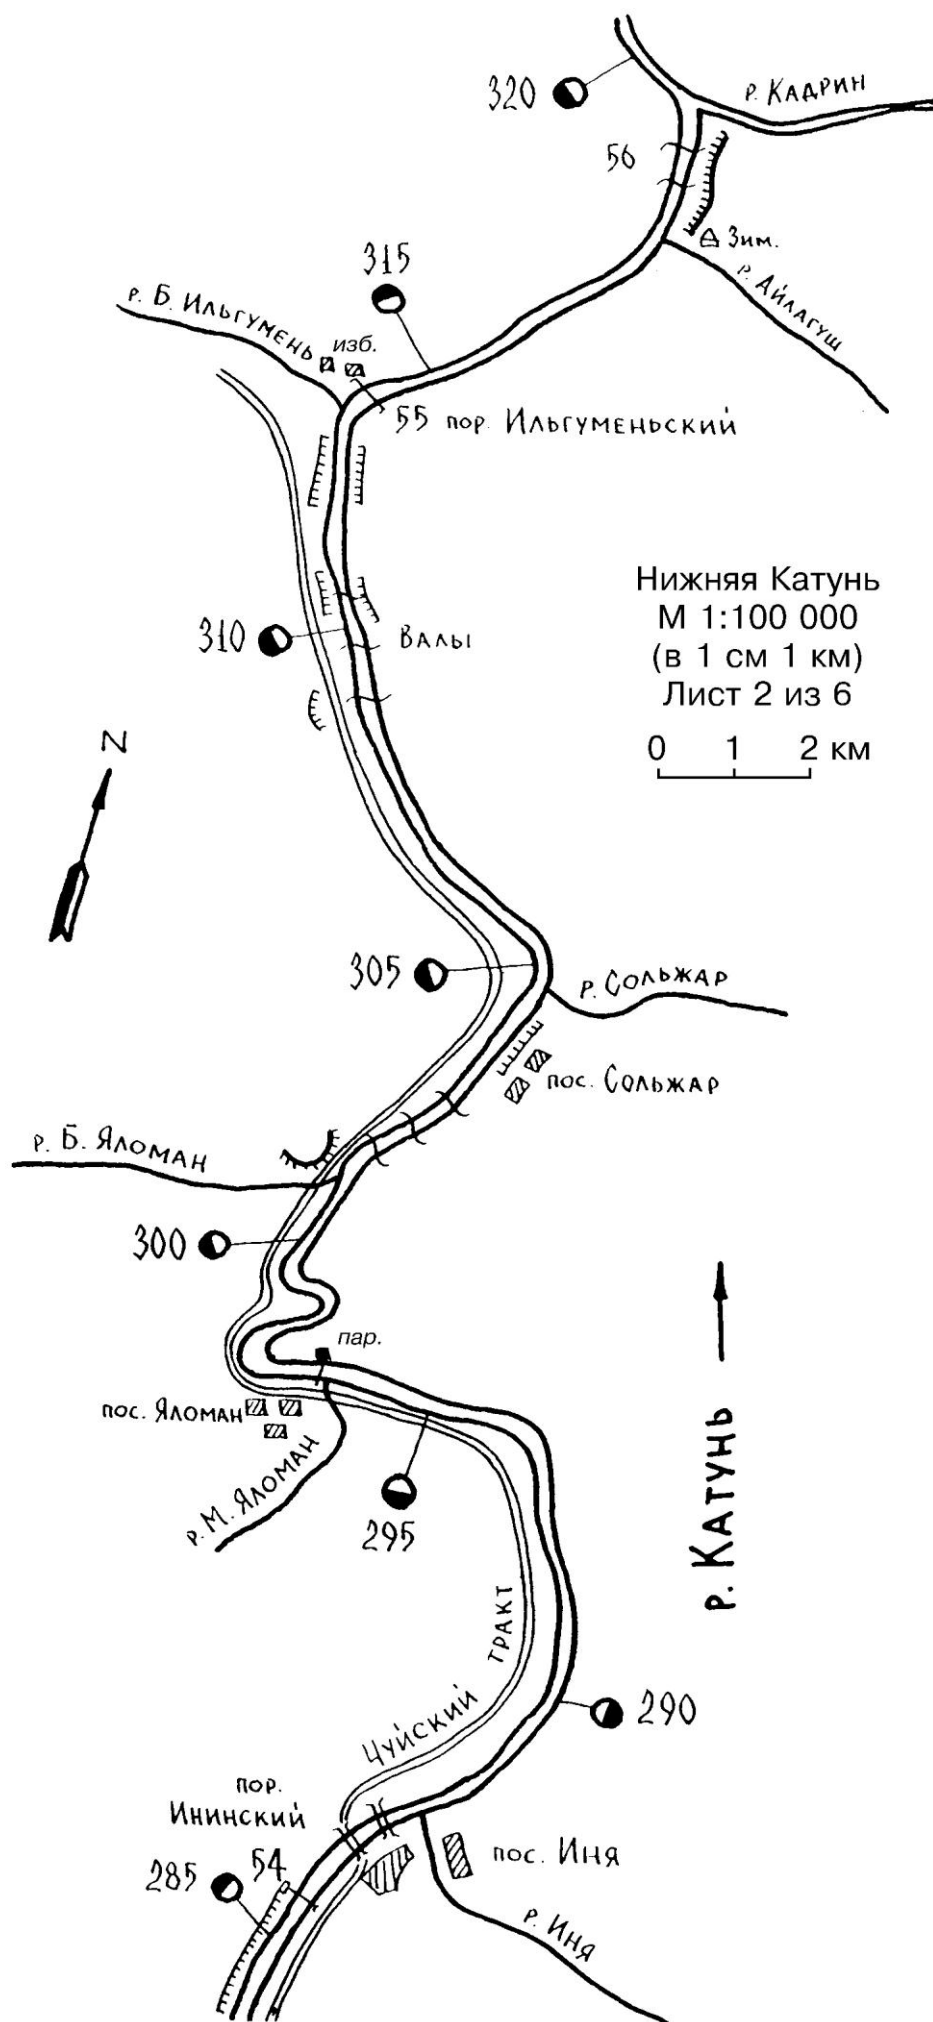 320
р. Кадрин
56
Зим.
315
р. Айлагуш
р. Б. Ильгумень
изб.
55 пор. Ильгуменьский
Нижняя Катунь
М 1:100 000
(в 1 см 1 км)
Лист 2 из 6
0 1 2 км
310
Валы
N
305
р. Сольжар
пос. Сольжар
р. Б. Яломан
300
пар.
пос. Яломан
р. М. Яломан
295
р. Катунь
Чуйский тракт
290
пор.
Ининский
54
285
пос. Иня
р. Иня